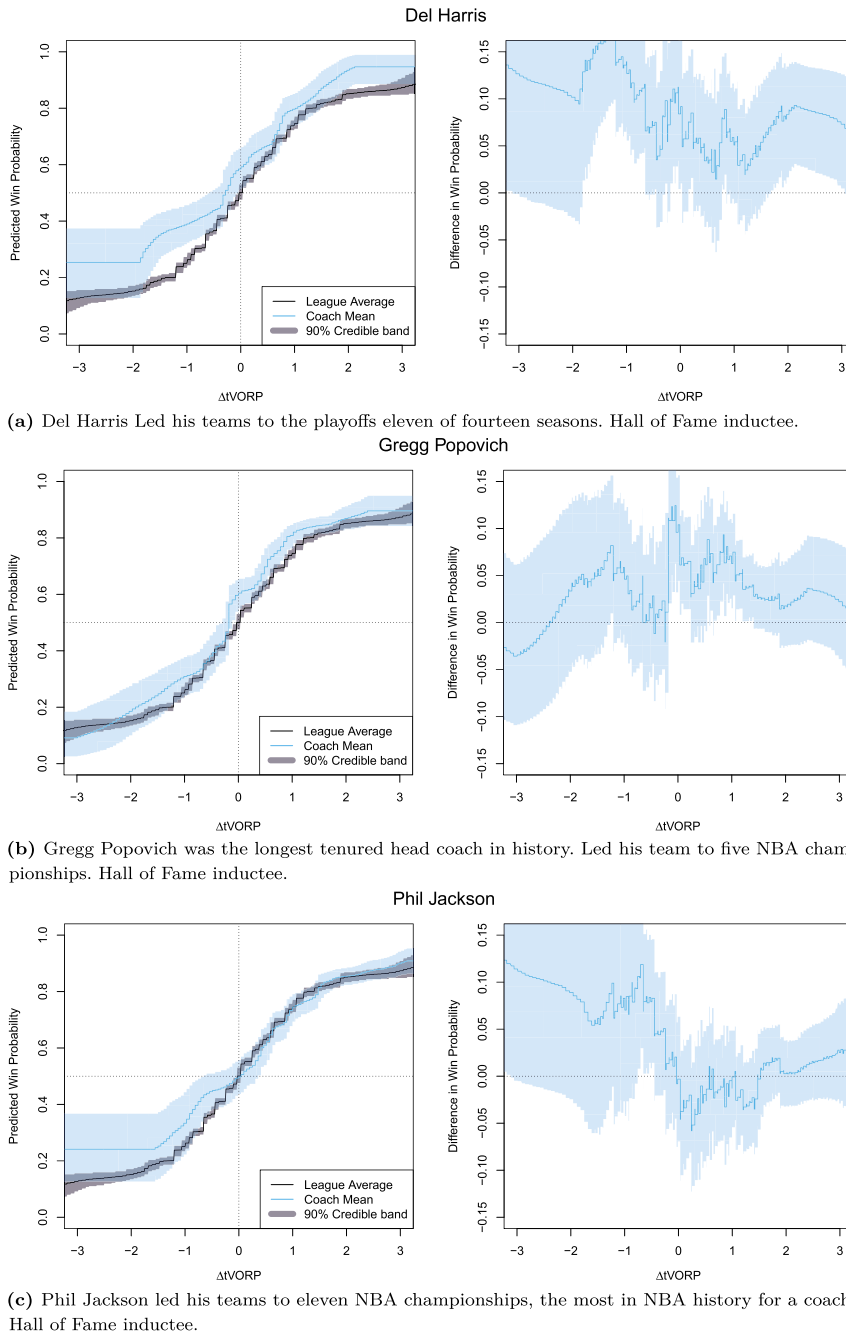 Del Harris
Predicted Win Probability
1.0
0.8
0.6
0.4
0.2
0.0
League Average
Coach Mean
90% Credible band
−3 −2 −1 0 1 2 3
ΔtVORP
Difference in Win Probability
0.15
0.10
0.05
0.00
−0.05
−0.10
−0.15
−3 −2 −1 0 1 2 3
ΔtVORP
(a) Del Harris Led his teams to the playoffs eleven of fourteen seasons. Hall of Fame inductee.
Gregg Popovich
Predicted Win Probability
1.0
0.8
0.6
0.4
0.2
0.0
League Average
Coach Mean
90% Credible band
−3 −2 −1 0 1 2 3
ΔtVORP
Difference in Win Probability
0.15
0.10
0.05
0.00
−0.05
−0.10
−0.15
−3 −2 −1 0 1 2 3
ΔtVORP
(b) Gregg Popovich was the longest tenured head coach in history. Led his team to five NBA cham
pionships. Hall of Fame inductee.
Phil Jackson
Predicted Win Probability
1.0
0.8
0.6
0.4
0.2
0.0
League Average
Coach Mean
90% Credible band
−3 −2 −1 0 1 2 3
ΔtVORP
Difference in Win Probability
0.15
0.10
0.05
0.00
−0.05
−0.10
−0.15
−3 −2 −1 0 1 2 3
ΔtVORP
(c) Phil Jackson led his teams to eleven NBA championships, the most in NBA history for a coach
Hall of Fame inductee.